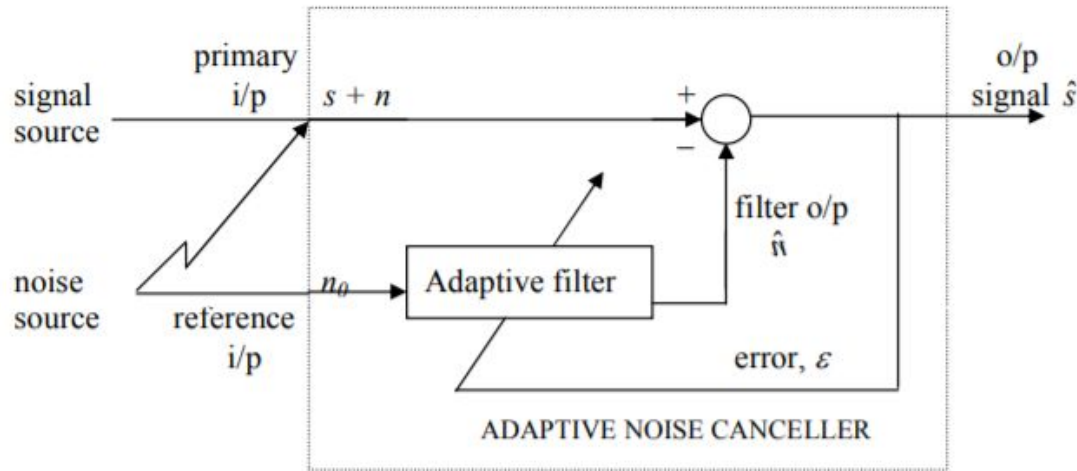 primary
i/p
signal
source
s + n
+
−
o/p
signal ŝ
filter o/p
n̂
noise
source
n₀
Adaptive filter
reference
i/p
error, ε
ADAPTIVE NOISE CANCELLER